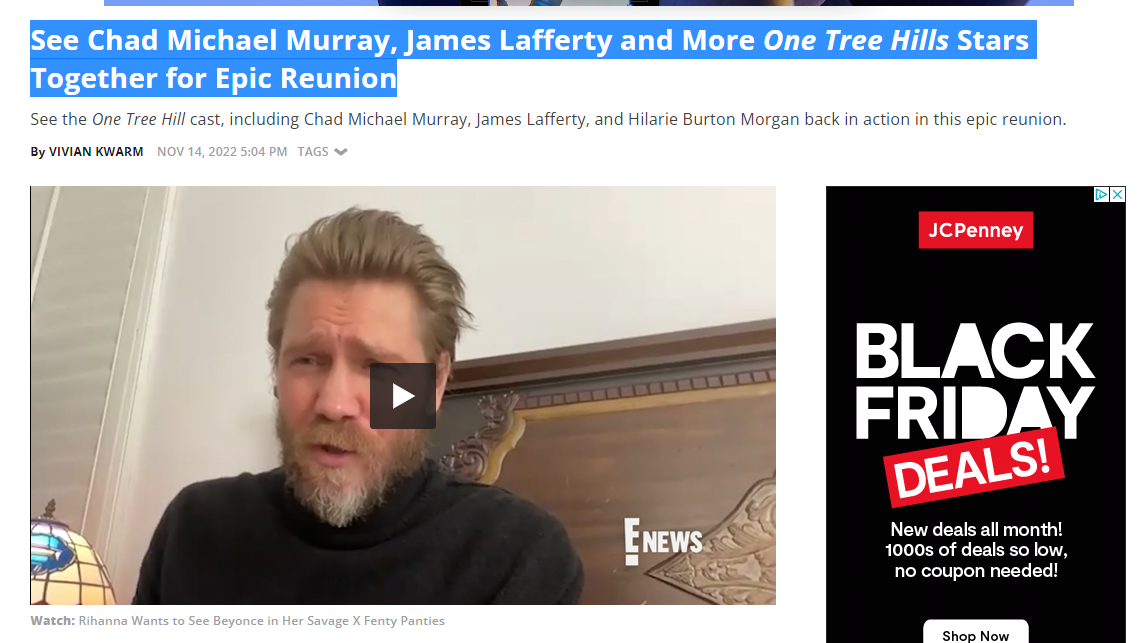 See Chad Michael Murray, James Lafferty and More One Tree Hills Stars
Together for Epic Reunion
See the One Tree Hill cast, including Chad Michael Murray, James Lafferty, and Hilarie Burton Morgan back in action in this epic reunion.
By VIVIAN KWARM NOV 14, 2022 5:04 PM TAGS
E NEWS
Watch: Rihanna Wants to See Beyonce in Her Savage X Fenty Panties
JCPenney
BLACK
FRIDAY
DEALS!
New deals all month!
1000s of deals so low,
no coupon needed!
Shop Now